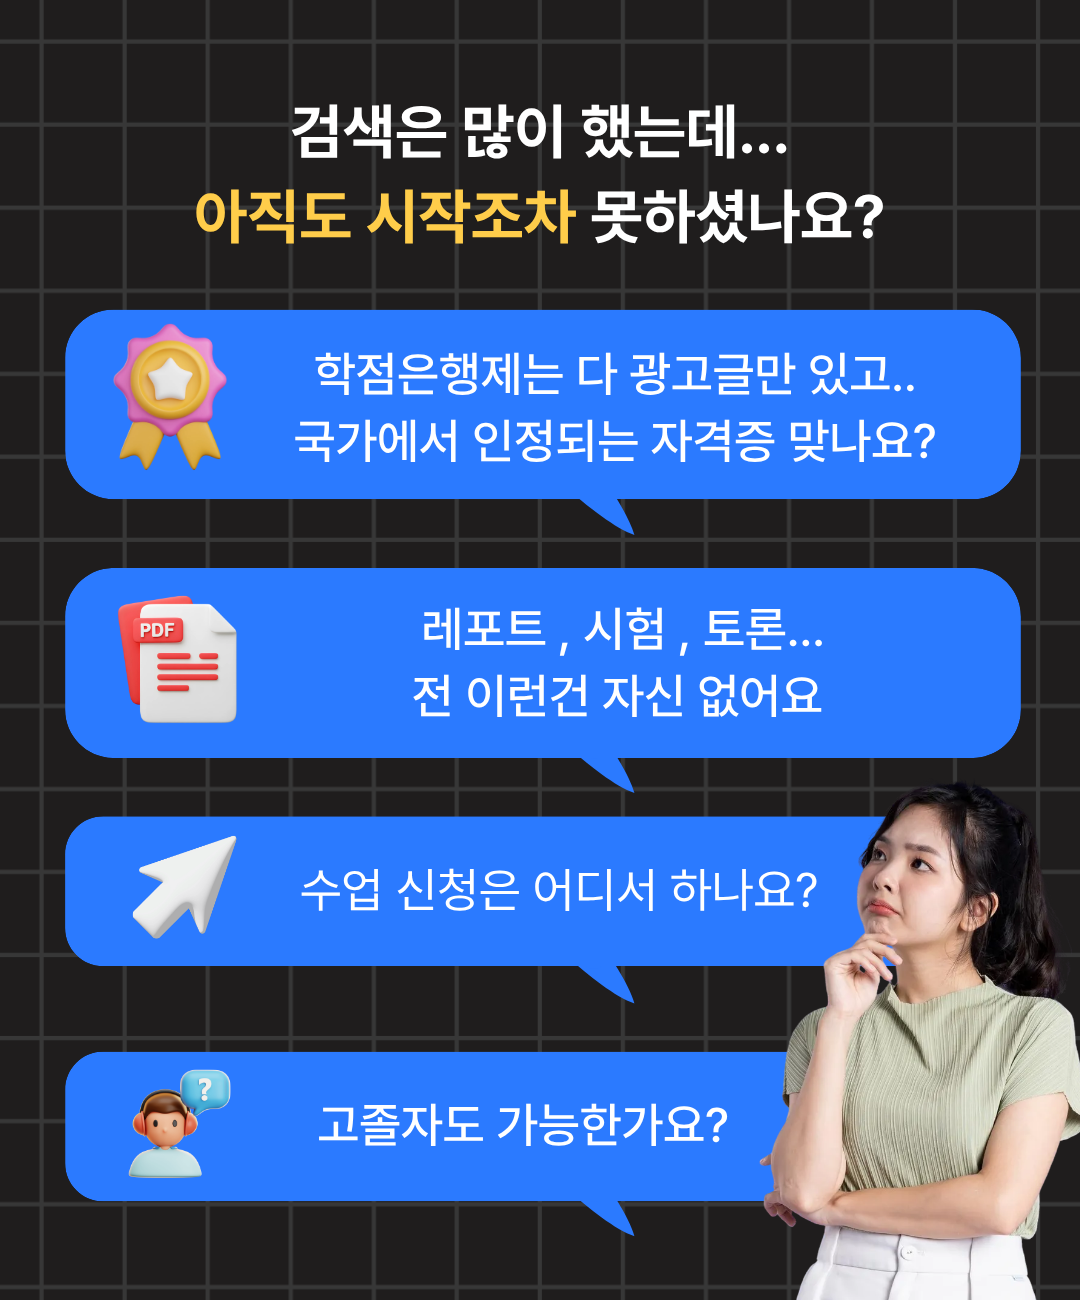 검색은 많이 했는데...
아직도 시작조차 못하셨나요?
학점은행제는 다 광고글만 있고..
국가에서 인정되는 자격증 맞나요?
PDF
레포트 , 시험 , 토론...
전 이런건 자신 없어요
수업 신청은 어디서 하나요?
?
고졸자도 가능한가요?